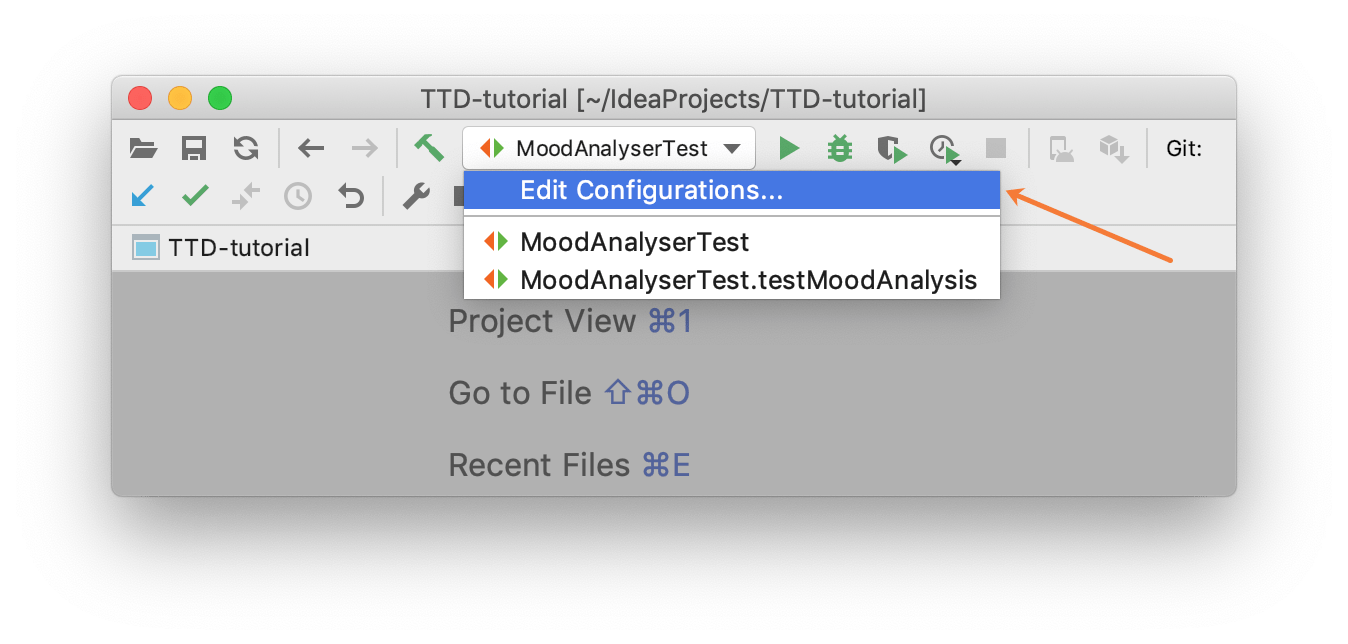 TTD-tutorial [~/IdeaProjects/TTD-tutorial]
MoodAnalyserTest
Git:
Edit Configurations...
TTD-tutorial
MoodAnalyserTest
MoodAnalyserTest.testMoodAnalysis
Project View ⌘1
Go to File ⇧⌘O
Recent Files ⌘E